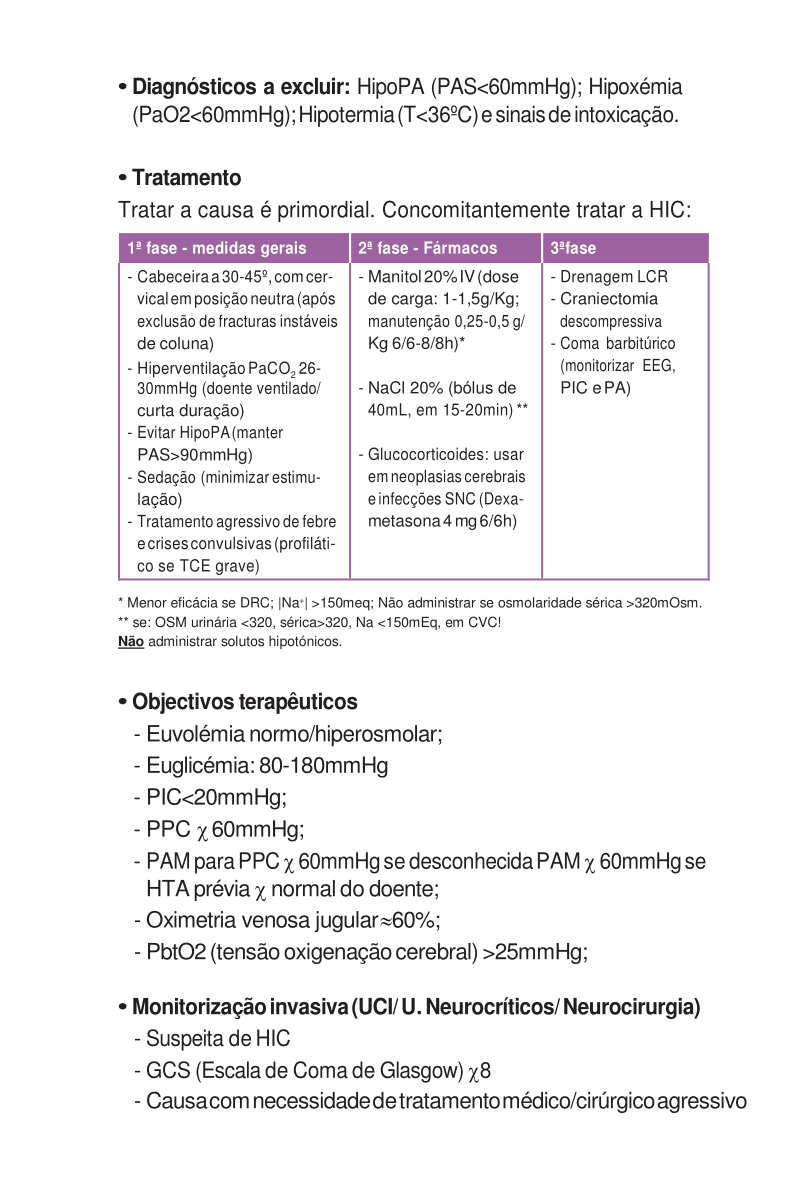 • Diagnósticos a excluir: HipoPA (PAS<60mmHg); Hipoxémia
(PaO2<60mmHg); Hipotermia (T<36ºC) e sinais de intoxicação.
• Tratamento
Tratar a causa é primordial. Concomitantemente tratar a HIC:
1ª fase - medidas gerais
- Cabeceira a 30-45º, com cer-
vical em posição neutra (após
exclusão de fracturas instáveis
de coluna)
- Hiperventilação PaCO2 26-
30mmHg (doente ventilado/
curta duração)
- Evitar HipoPA (manter
PAS>90mmHg)
- Sedação (minimizar estimu-
lação)
- Tratamento agressivo de febre
e crises convulsivas (profiláti-
co se TCE grave)
2ª fase - Fármacos
- Manitol 20% IV (dose
de carga: 1-1,5g/Kg;
manutenção 0,25-0,5 g/
Kg 6/6-8/8h)*
- NaCl 20% (bólus de
40mL, em 15-20min) **
- Glucocorticoides: usar
em neoplasias cerebrais
e infecções SNC (Dexa-
metasona 4 mg 6/6h)
3ªfase
- Drenagem LCR
- Craniectomia
descompressiva
- Coma barbitúrico
(monitorizar EEG,
PIC e PA)
* Menor eficácia se DRC; |Na+| >150meq; Não administrar se osmolaridade sérica >320mOsm.
** se: OSM urinária <320, sérica>320, Na <150mEq, em CVC!
Não administrar solutos hipotónicos.
• Objectivos terapêuticos
- Euvolémia normo/hiperosmolar;
- Euglicémia: 80-180mmHg
- PIC<20mmHg;
- PPC χ 60mmHg;
- PAM para PPC χ 60mmHg se desconhecida PAM χ 60mmHg se
HTA prévia χ normal do doente;
- Oximetria venosa jugular≈60%;
- PbtO2 (tensão oxigenação cerebral) >25mmHg;
• Monitorização invasiva (UCI/ U. Neurocríticos/ Neurocirurgia)
- Suspeita de HIC
- GCS (Escala de Coma de Glasgow) χ8
- Causa com necessidade de tratamento médico/cirúrgico agressivo